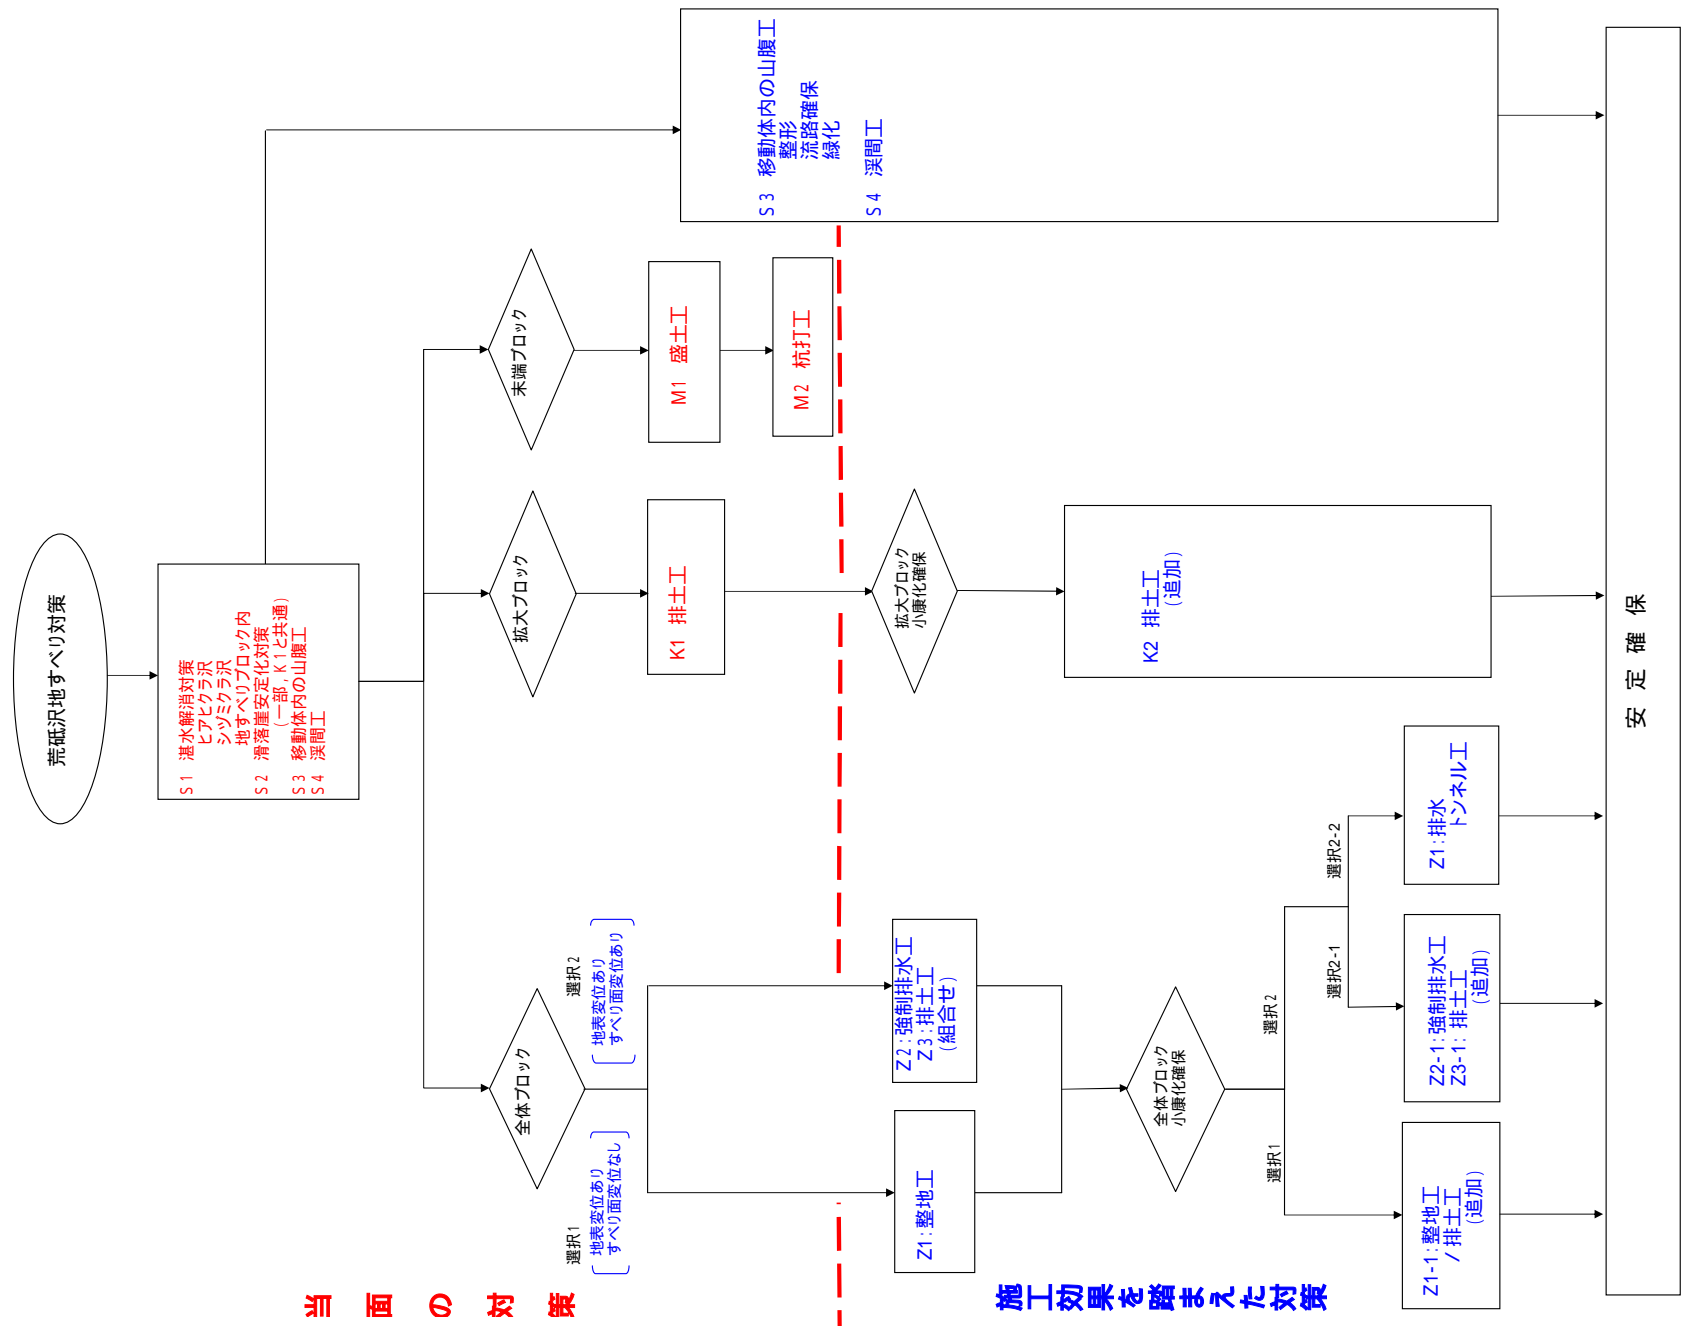 荒砥沢地すべり対策
S1 湛水解消対策
ヒアヒクラ沢
シツミクラ沢
地すべりブロック内
S2 滑落崖安定化対策
(一部,K1と共通)
S3 移動体内の山腹工
S4 渓間工
当面の対策
全体ブロック
拡大ブロック
末端ブロック
選択1
地表変位あり
すべり面変位なし
選択2
地表変位あり
すべり面変位あり
K1 排土工
M1 盛土工
M2 杭打工
S3 移動体内の山腹工
整形
流路確保
緑化
S4 渓間工
施工効果を踏まえた対策
Z1:整地工
Z2:強制排水工
Z3:排土工
(組合せ)
拡大ブロック
小康化確保
K2 排土工
(追加)
全体ブロック
小康化確保
選択1
選択2
選択2-1
選択2-2
Z1-1:整地工
/排土工
(追加)
Z2-1:強制排水工
Z3-1:排土工
(追加)
Z1:排水
トンネル工
安定確保